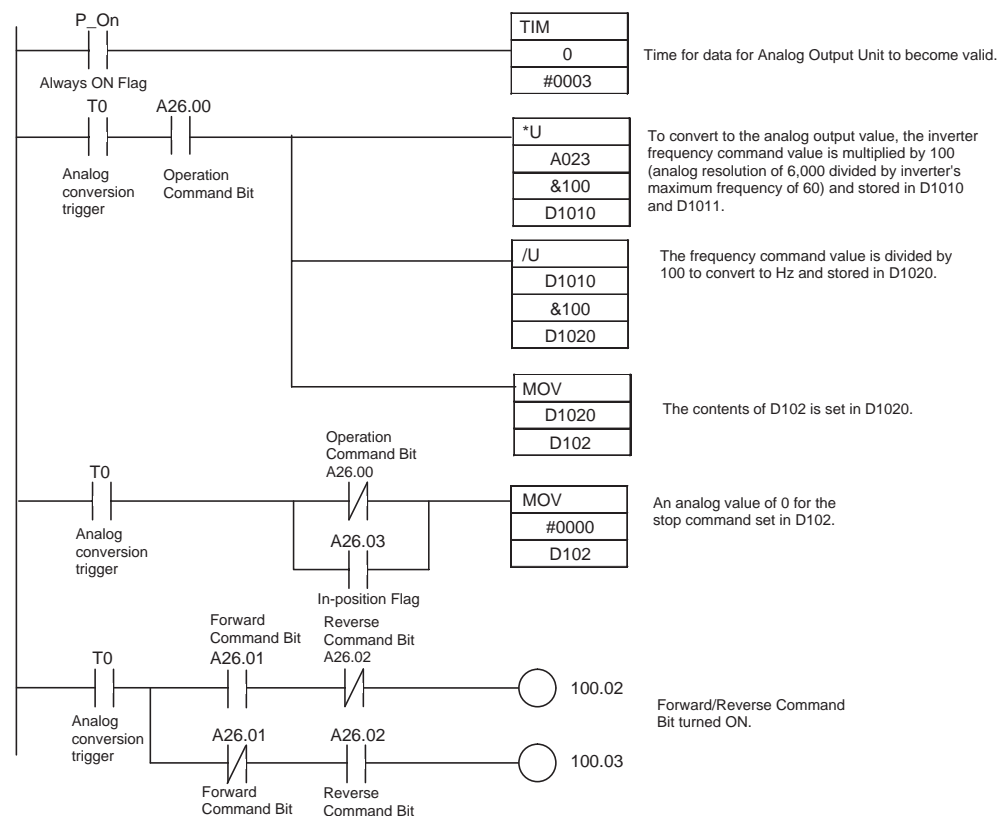 P_On
Always ON Flag
TIM
0
#0003
Time for data for Analog Output Unit to become valid.
T0
Analog
conversion
trigger
A26.00
Operation
Command Bit
*U
A023
&100
D1010
To convert to the analog output value, the inverter
frequency command value is multiplied by 100
(analog resolution of 6,000 divided by inverter's
maximum frequency of 60) and stored in D1010
and D1011.
/U
D1010
&100
D1020
The frequency command value is divided by
100 to convert to Hz and stored in D1020.
MOV
D1020
D102
The contents of D102 is set in D1020.
T0
Analog
conversion
trigger
Operation
Command Bit
A26.00
A26.03
In-position Flag
MOV
#0000
D102
An analog value of 0 for the
stop command set in D102.
T0
Analog
conversion
trigger
Forward
Command Bit
A26.01
Reverse
Command Bit
A26.02
100.02
Forward/Reverse Command
Bit turned ON.
A26.01
Forward
Command Bit
A26.02
Reverse
Command Bit
100.03